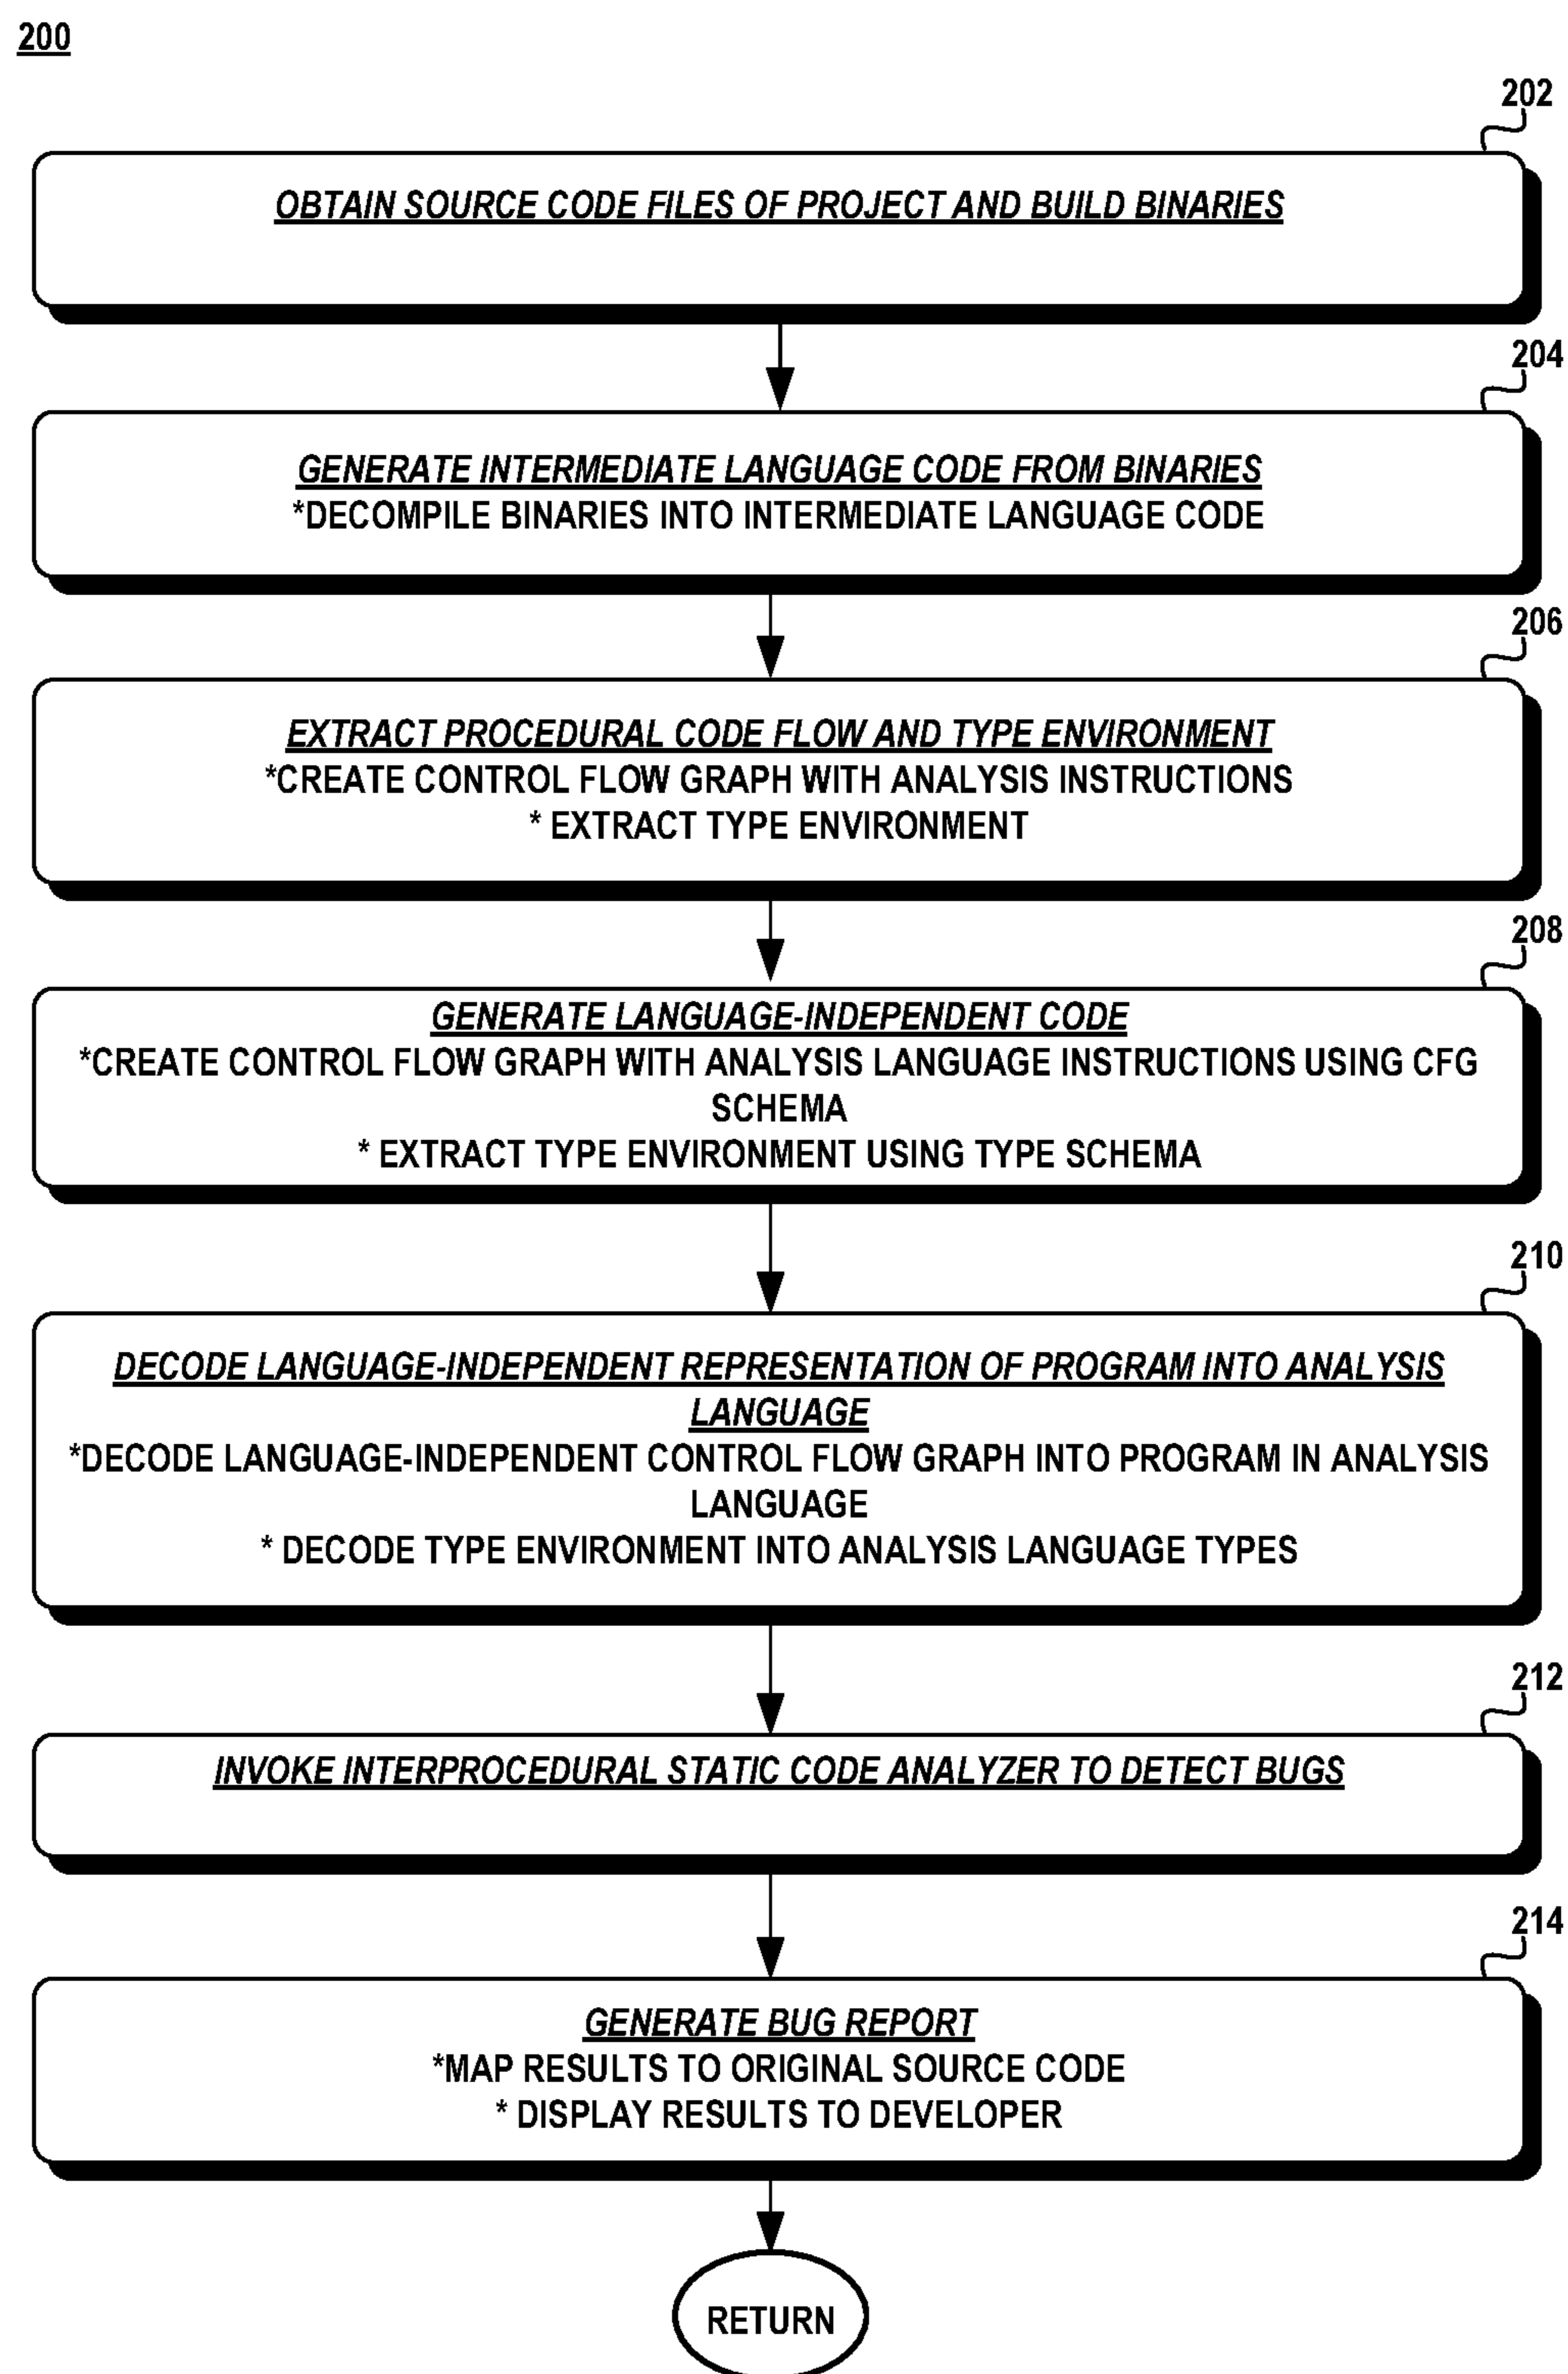 200
202
OBTAIN SOURCE CODE FILES OF PROJECT AND BUILD BINARIES
204
GENERATE INTERMEDIATE LANGUAGE CODE FROM BINARIES
*DECOMPILE BINARIES INTO INTERMEDIATE LANGUAGE CODE
206
EXTRACT PROCEDURAL CODE FLOW AND TYPE ENVIRONMENT
*CREATE CONTROL FLOW GRAPH WITH ANALYSIS INSTRUCTIONS
* EXTRACT TYPE ENVIRONMENT
208
GENERATE LANGUAGE-INDEPENDENT CODE
*CREATE CONTROL FLOW GRAPH WITH ANALYSIS LANGUAGE INSTRUCTIONS USING CFG
SCHEMA
* EXTRACT TYPE ENVIRONMENT USING TYPE SCHEMA
210
DECODE LANGUAGE-INDEPENDENT REPRESENTATION OF PROGRAM INTO ANALYSIS
LANGUAGE
*DECODE LANGUAGE-INDEPENDENT CONTROL FLOW GRAPH INTO PROGRAM IN ANALYSIS
LANGUAGE
* DECODE TYPE ENVIRONMENT INTO ANALYSIS LANGUAGE TYPES
212
INVOKE INTERPROCEDURAL STATIC CODE ANALYZER TO DETECT BUGS
214
GENERATE BUG REPORT
*MAP RESULTS TO ORIGINAL SOURCE CODE
* DISPLAY RESULTS TO DEVELOPER
RETURN